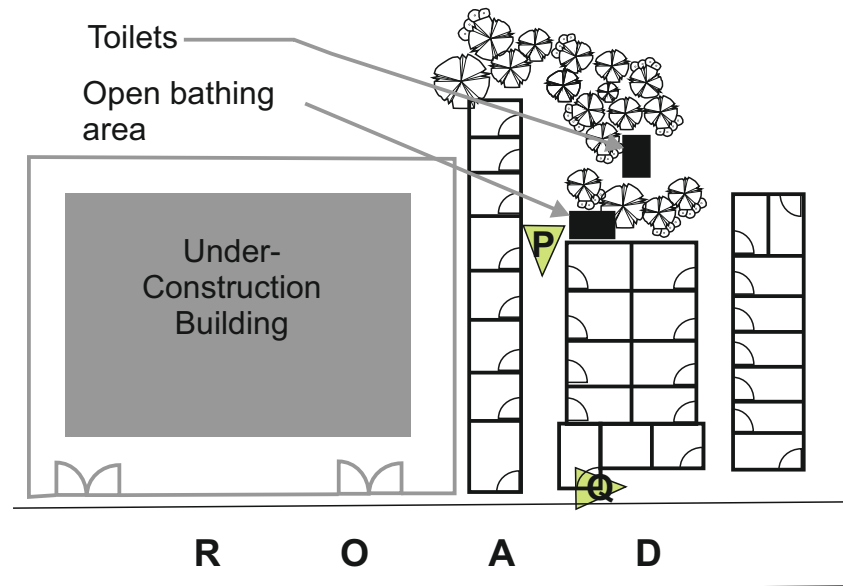 Toilets
Open bathing
area
Under-
Construction
Building
P
Q
R O A D